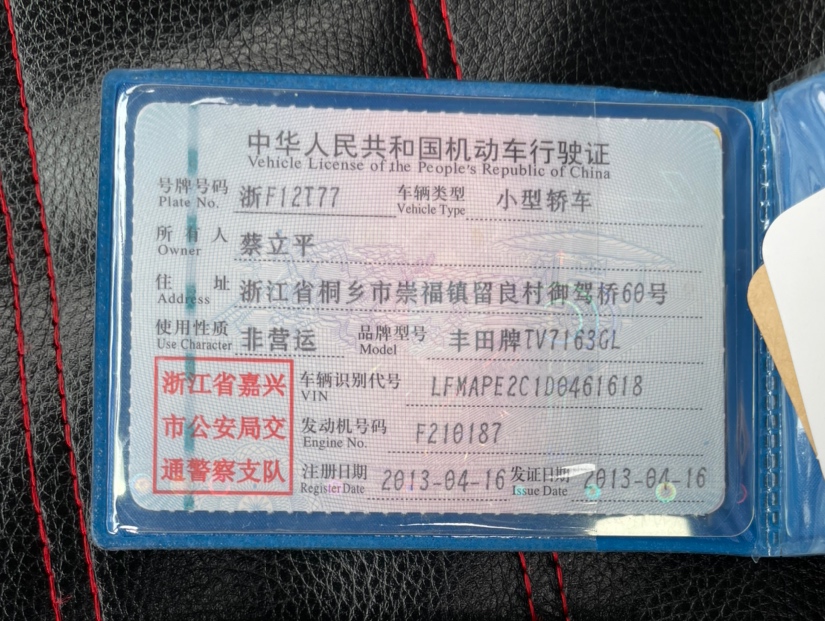 中华人民共和国机动车行驶证
Vehicle License of the People's Republic of China
号牌号码 浙F12T77 车辆类型 小型轿车
Plate No. Vehicle Type
所有人 蔡立平
Owner
住址 浙江省桐乡市崇福镇留良村御驾桥60号
Address
使用性质 非营运 品牌型号 丰田牌TV7163GL
Use Character Model
浙江省嘉兴
市公安局交
通警察支队
车辆识别代号 LFMAPE2C1D0461618
VIN
发动机号码 F210187
Engine No.
注册日期 2013-04-16 发证日期 2013-04-16
Register Date Issue Date